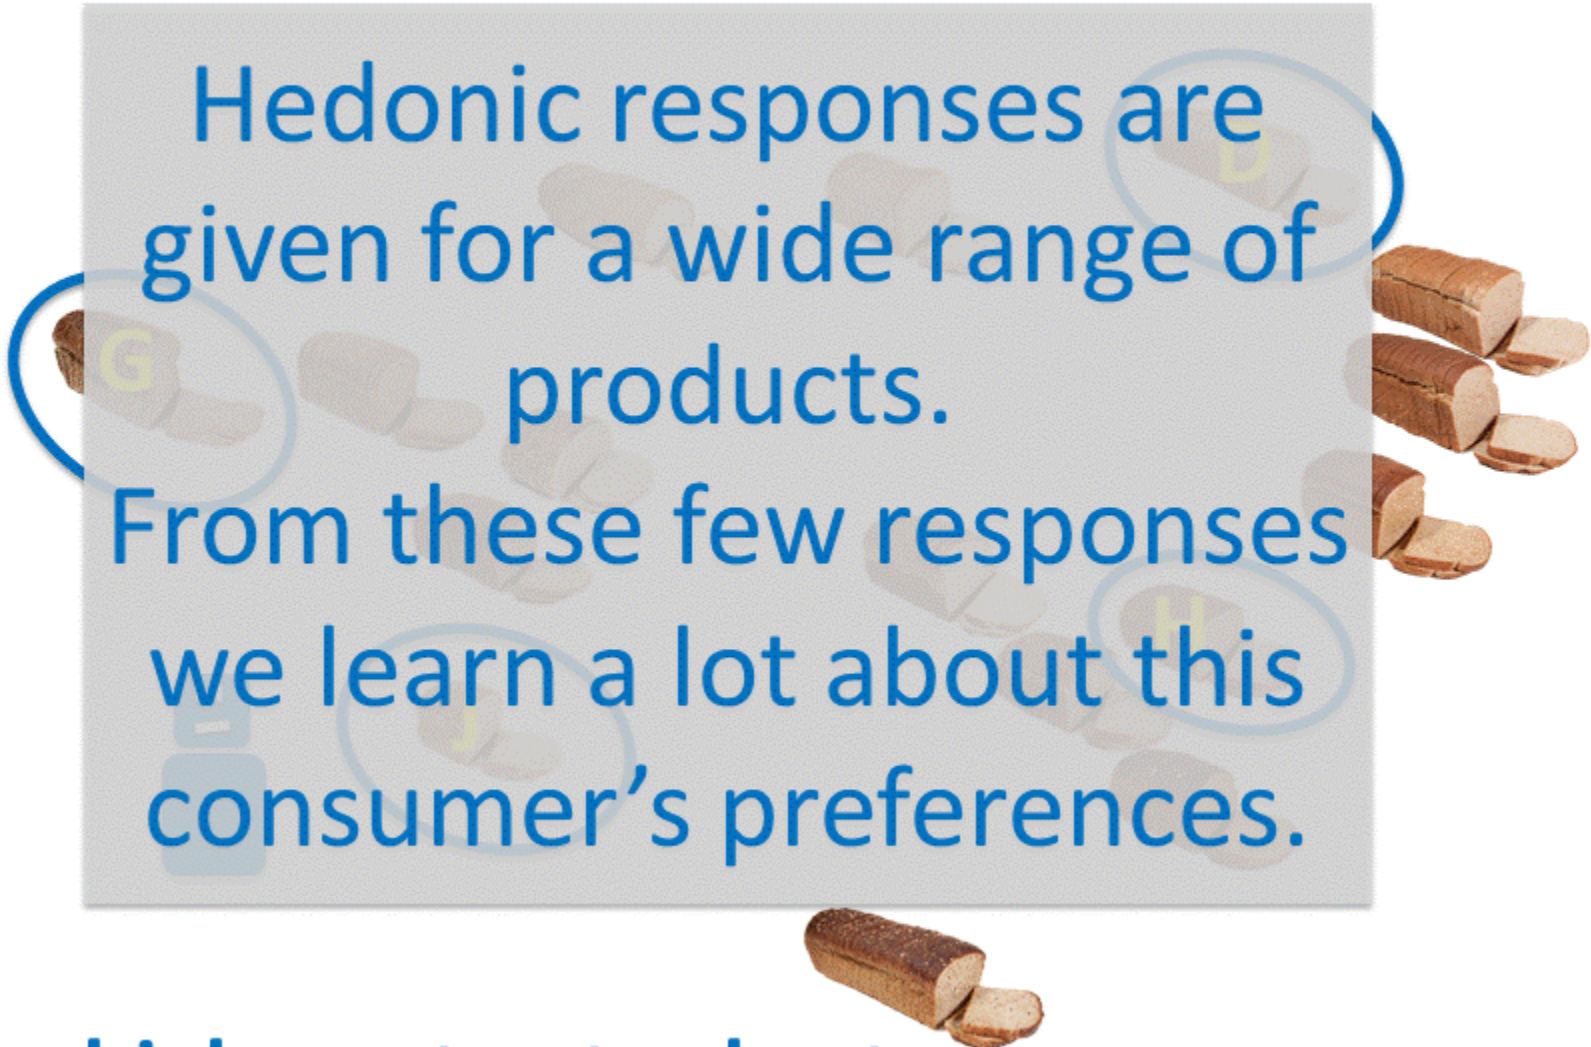 D
Hedonic responses are
given for a wide range of
products.
G
From these few responses
we learn a lot about this
consumer’s preferences.
H
J